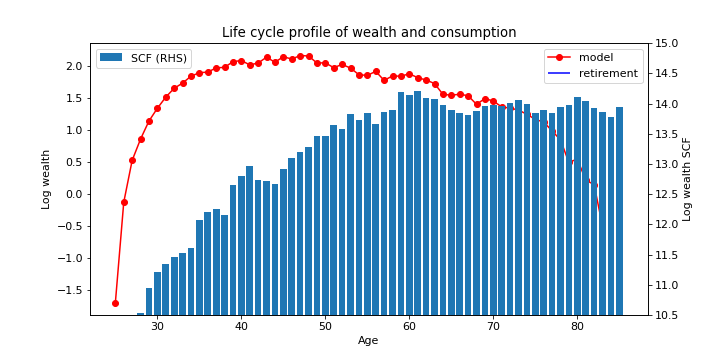 Life cycle profile of wealth and consumption
SCF (RHS)
model
retirement
Log wealth
2.0
1.5
1.0
0.5
0.0
−0.5
−1.0
−1.5
15.0
14.5
14.0
13.5
13.0
12.5
12.0
11.5
11.0
10.5
Log wealth SCF
30 40 50 60 70 80
Age